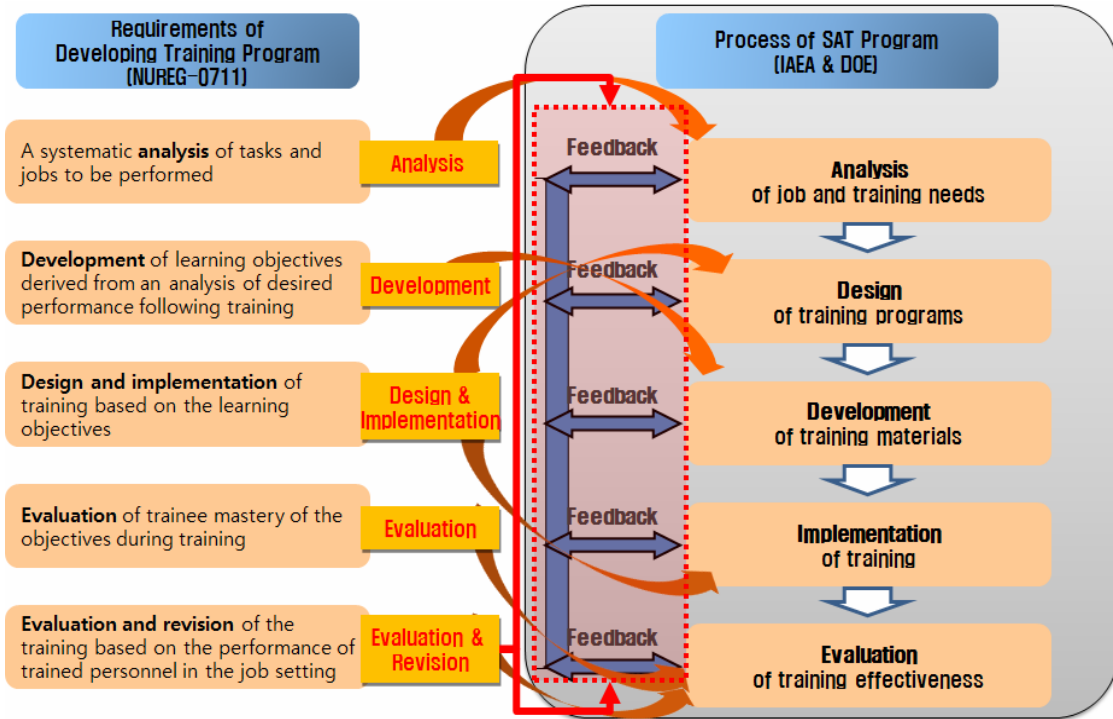 Requirements of
Developing Training Program
(NUREG-0711)
Process of SAT Program
(IAEA & DOE)
A systematic analysis of tasks and
jobs to be performed
Analysis
Feedback
Analysis
of job and training needs
Development of learning objectives
derived from an analysis of desired
performance following training
Development
Feedback
Design
of training programs
Design and implementation of
training based on the learning
objectives
Design &
Implementation
Feedback
Development
of training materials
Evaluation of trainee mastery of the
objectives during training
Evaluation
Feedback
Implementation
of training
Evaluation and revision of the
training based on the performance of
trained personnel in the job setting
Evaluation &
Revision
Feedback
Evaluation
of training effectiveness